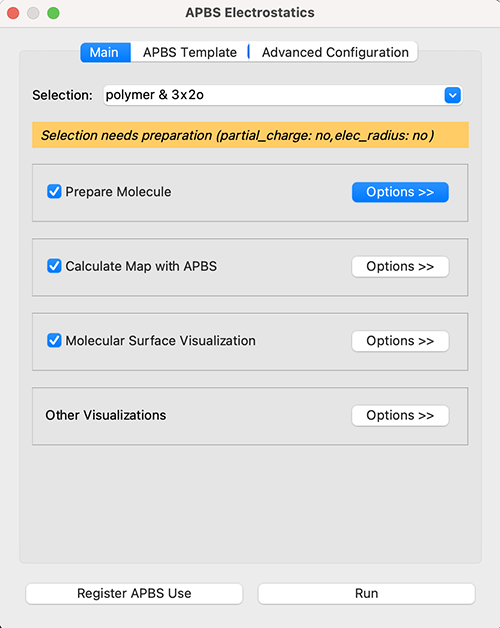 APBS Electrostatics
Main APBS Template Advanced Configuration
Selection: polymer & 3x2o
Selection needs preparation (partial_charge: no,elec_radius: no)
Prepare Molecule Options >>
Calculate Map with APBS Options >>
Molecular Surface Visualization Options >>
Other Visualizations Options >>
Register APBS Use Run